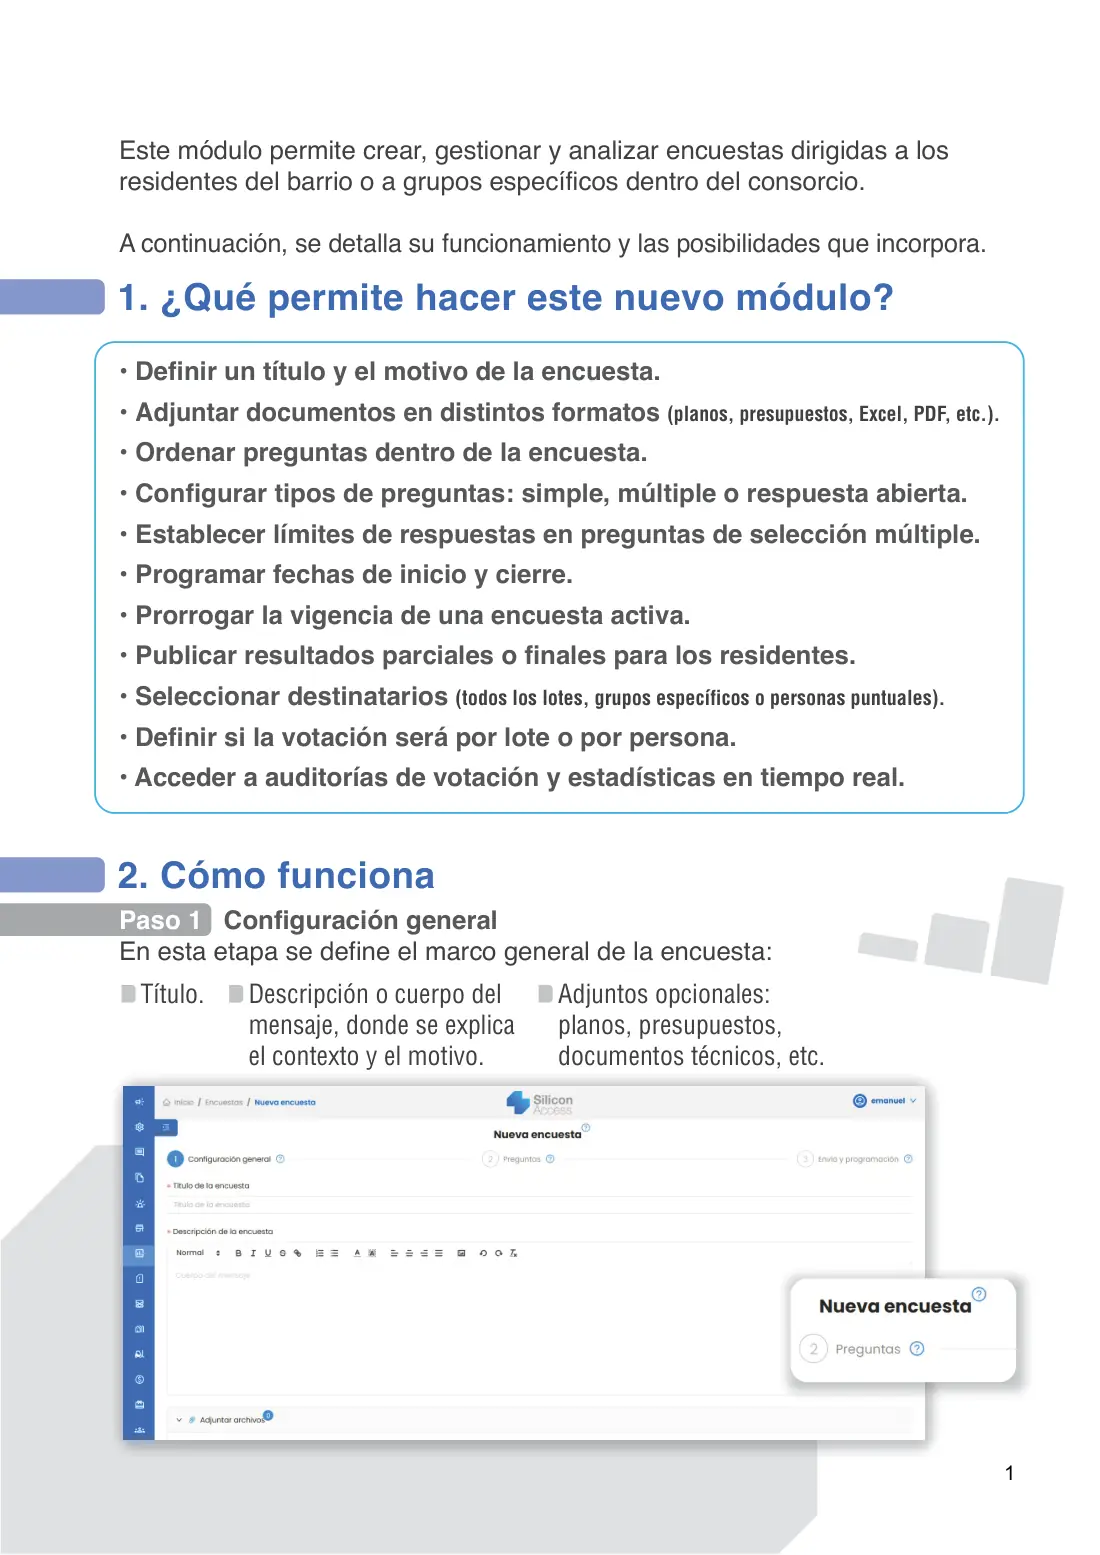 Este módulo permite crear, gestionar y analizar encuestas dirigidas a los
residentes del barrio o a grupos específicos dentro del consorcio.
A continuación, se detalla su funcionamiento y las posibilidades que incorpora.
1. ¿Qué permite hacer este nuevo módulo?
• Definir un título y el motivo de la encuesta.
• Adjuntar documentos en distintos formatos (planos, presupuestos, Excel, PDF, etc.).
• Ordenar preguntas dentro de la encuesta.
• Configurar tipos de preguntas: simple, múltiple o respuesta abierta.
• Establecer límites de respuestas en preguntas de selección múltiple.
• Programar fechas de inicio y cierre.
• Prorrogar la vigencia de una encuesta activa.
• Publicar resultados parciales o finales para los residentes.
• Seleccionar destinatarios (todos los lotes, grupos específicos o personas puntuales).
• Definir si la votación será por lote o por persona.
• Acceder a auditorías de votación y estadísticas en tiempo real.
2. Cómo funciona
Paso 1 Configuración general
En esta etapa se define el marco general de la encuesta:
Título.
Descripción o cuerpo del
mensaje, donde se explica
el contexto y el motivo.
Adjuntos opcionales:
planos, presupuestos,
documentos técnicos, etc.
Inicio / Encuestas / Nueva encuesta
Silicon
Access
emanuel
Nueva encuesta ?
1 Configuración general ?
2 Preguntas ?
3 Envío y programación ?
* Título de la encuesta
Título de la encuesta
* Descripción de la encuesta
Normal B I U S A A
Cuerpo del mensaje
Adjuntar archivos 0
Nueva encuesta ?
2 Preguntas ?
1